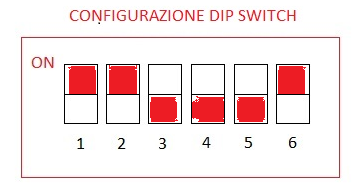 CONFIGURAZIONE DIP SWITCH
ON
1 2 3 4 5 6